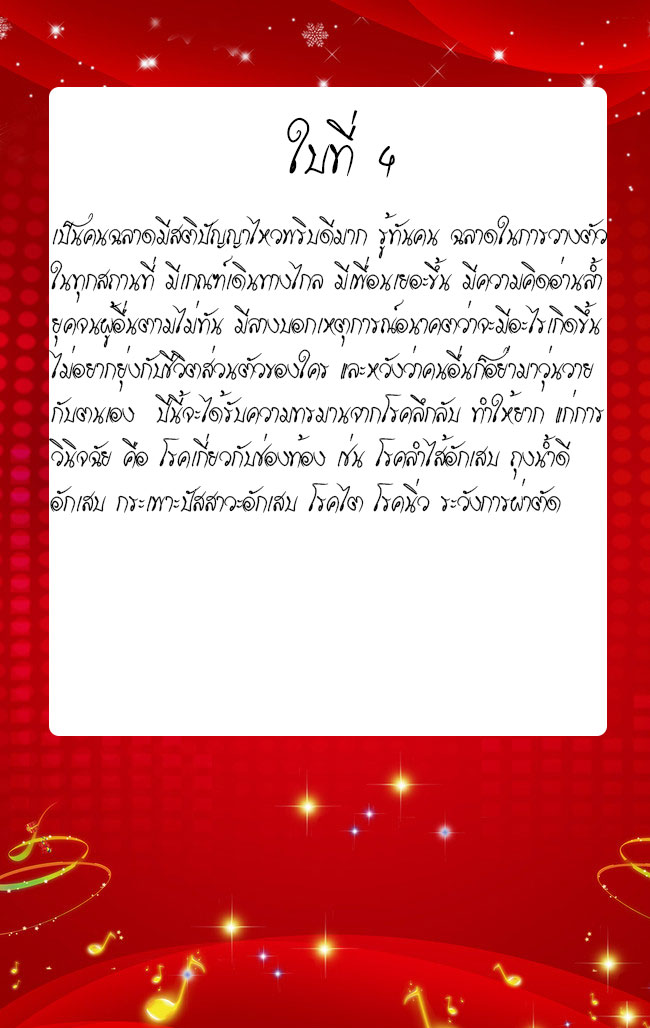 ใบที่ 4
เป็นคนฉลาดมีสติปัญญาไหวพริบดีมาก รู้ทันคน ฉลาดในการวางตัว
ในทุกสถานที่ มีเกณฑ์เดินทางไกล มีเพื่อนเยอะขึ้น มีความคิดอ่านล้ำ
ยุคจนผู้อื่นตามไม่ทัน มีลางบอกเหตุการณ์อนาคตว่าจะมีอะไรเกิดขึ้น
ไม่อยากยุ่งกับชีวิตส่วนตัวของใคร และหวังว่าคนอื่นก็อย่ามาวุ่นวาย
กับตนเอง ปีนี้จะได้รับความทรมานจากโรคลึกลับ ทำให้ยาก แก่การ
วินิจฉัย คือ โรคเกี่ยวกับช่องท้อง เช่น โรคลำไส้อักเสบ ถุงน้ำดี
อักเสบ กระเพาะปัสสาวะอักเสบ โรคไต โรคนิ่ว ระวังการผ่าตัด